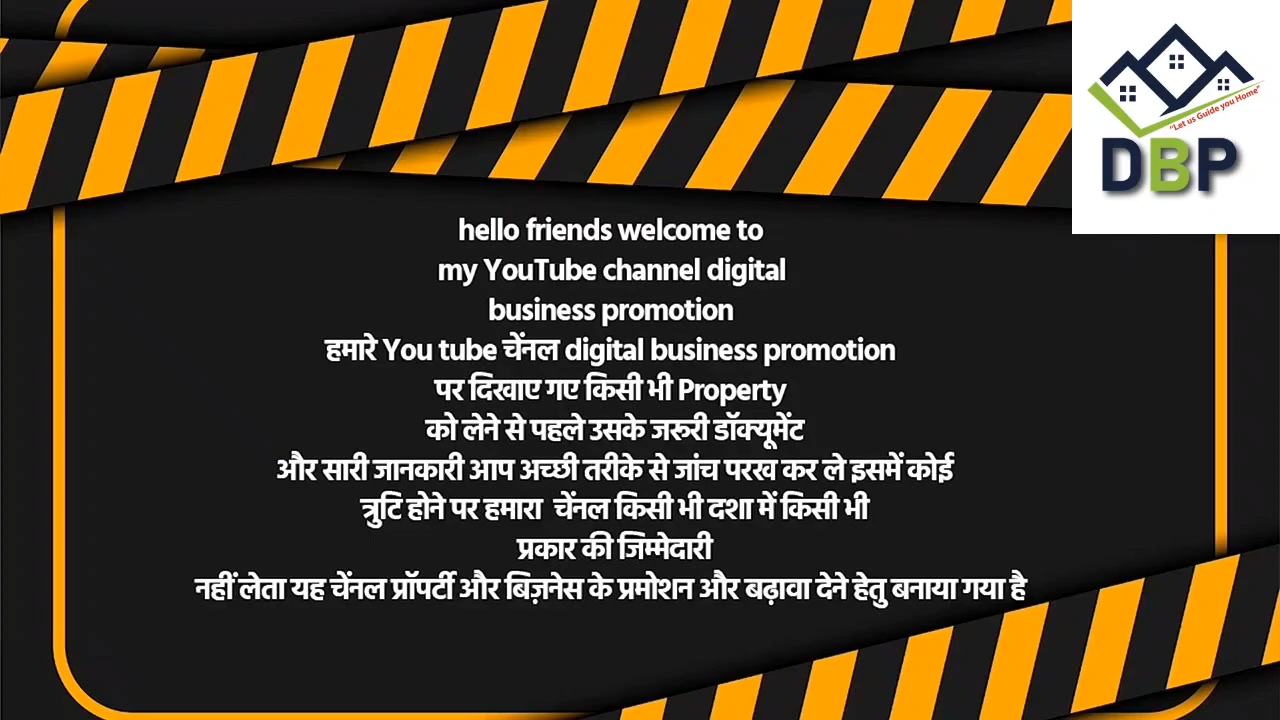 "Let us Guide you Home"
DBP
hello friends welcome to
my YouTube channel digital
business promotion
हमारे You tube चेंनल digital business promotion
पर दिखाए गए किसी भी Property
को लेने से पहले उसके जरूरी डॉक्यूमेंट
और सारी जानकारी आप अच्छी तरीके से जांच परख कर ले इसमें कोई
त्रुटि होने पर हमारा चेंनल किसी भी दशा में किसी भी
प्रकार की जिम्मेदारी
नहीं लेता यह चेंनल प्रॉपर्टी और बिज़नेस के प्रमोशन और बढ़ावा देने हेतु बनाया गया है